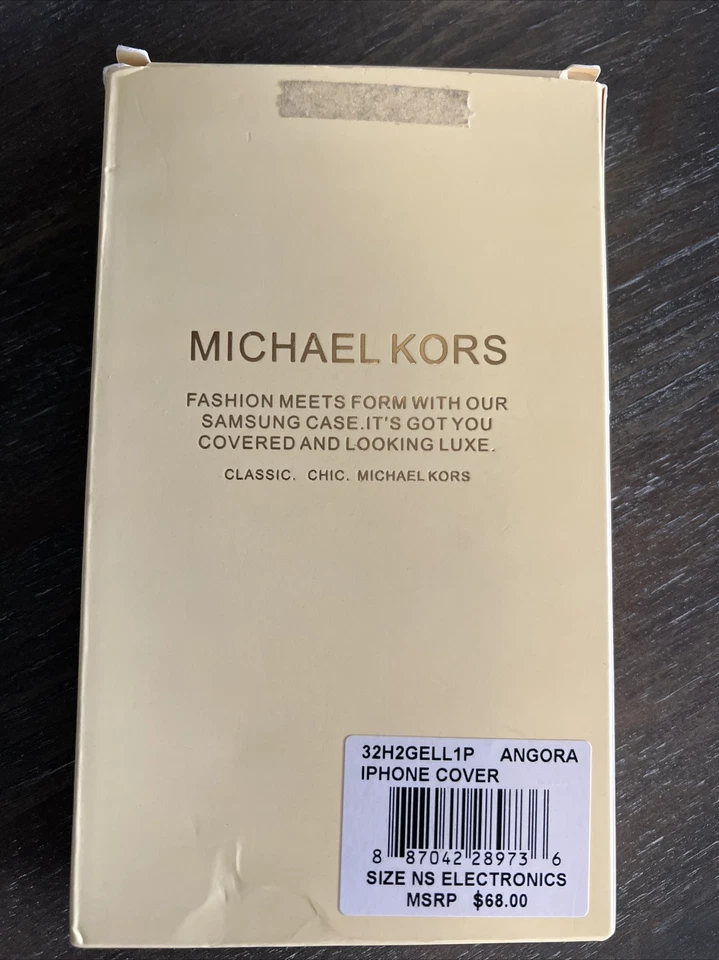 MICHAEL KORS
FASHION MEETS FORM WITH OUR
SAMSUNG CASE.IT'S GOT YOU
COVERED AND LOOKING LUXE.
CLASSIC. CHIC. MICHAEL KORS
32H2GELL1P ANGORA
IPHONE COVER
8 87042 28973 6
SIZE NS ELECTRONICS
MSRP $68.00